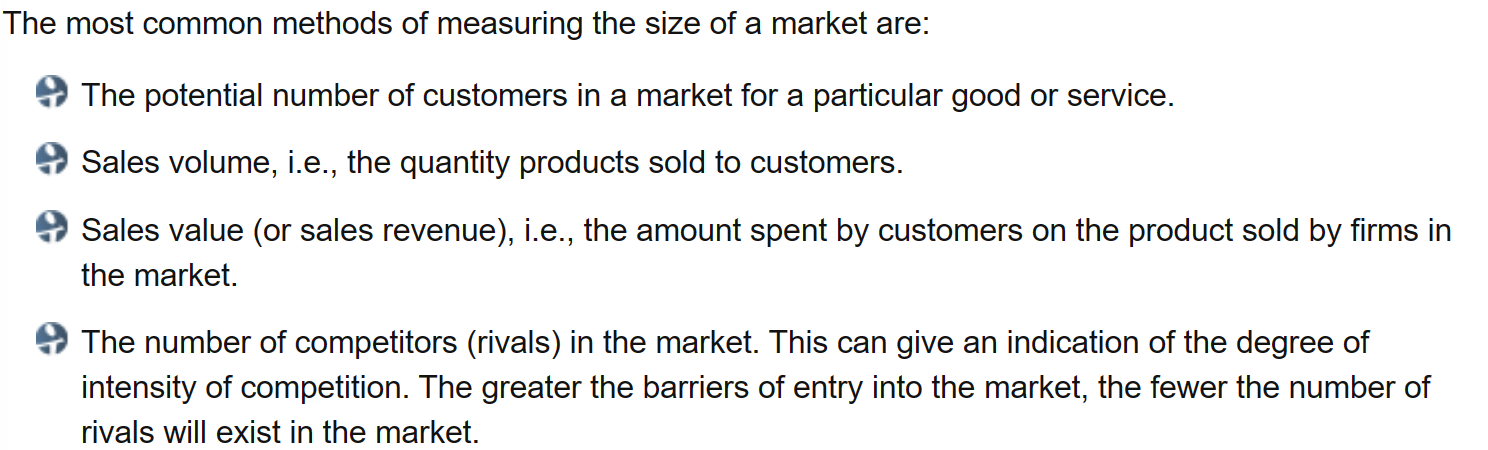 The most common methods of measuring the size of a market are:
The potential number of customers in a market for a particular good or service.
Sales volume, i.e., the quantity products sold to customers.
Sales value (or sales revenue), i.e., the amount spent by customers on the product sold by firms in
the market.
The number of competitors (rivals) in the market. This can give an indication of the degree of
intensity of competition. The greater the barriers of entry into the market, the fewer the number of
rivals will exist in the market.